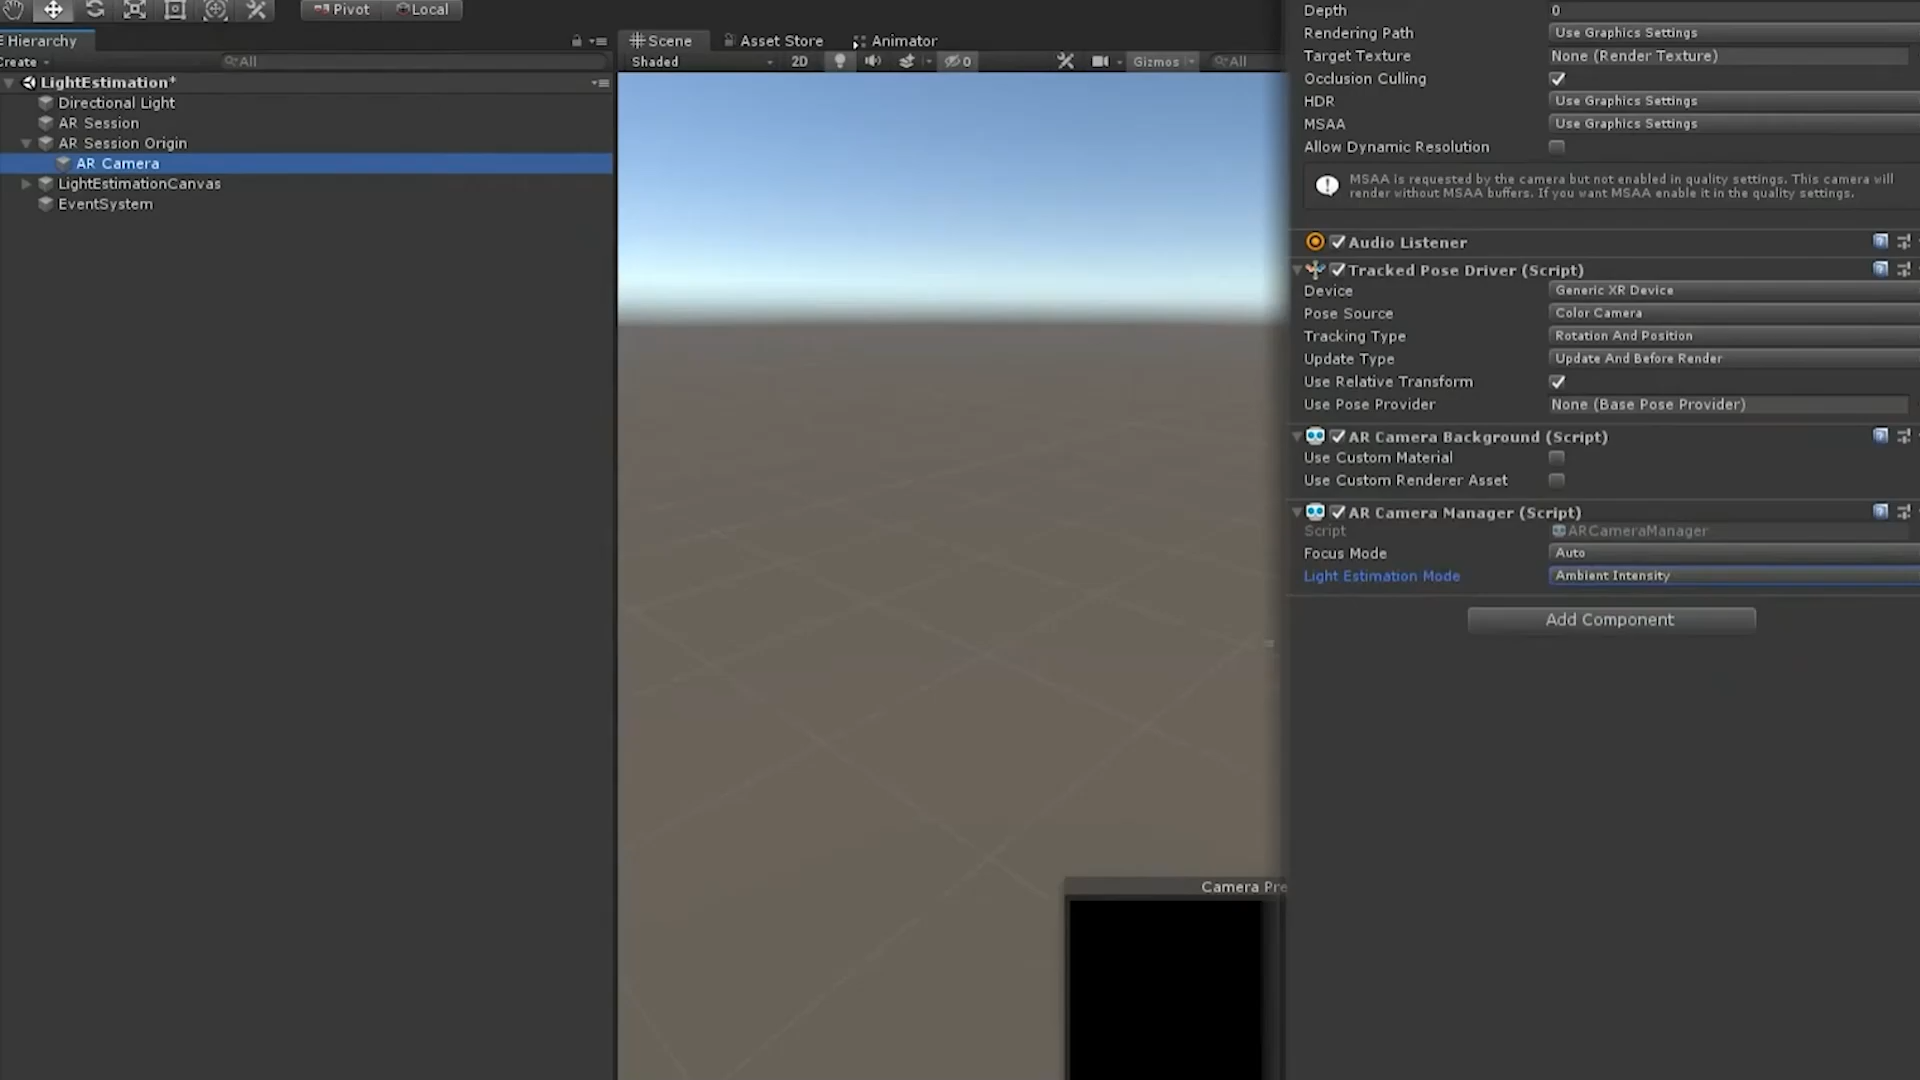 Pivot
Local
Hierarchy
Create
All
LightEstimation*
Directional Light
AR Session
AR Session Origin
AR Camera
LightEstimationCanvas
EventSystem
Scene
Asset Store
Animator
Shaded
2D
0
Gizmos
All
Camera Pre
Depth
0
Rendering Path
Use Graphics Settings
Target Texture
None (Render Texture)
Occlusion Culling
HDR
Use Graphics Settings
MSAA
Use Graphics Settings
Allow Dynamic Resolution
MSAA is requested by the camera but not enabled in quality settings. This camera will
render without MSAA buffers. If you want MSAA enable it in the quality settings.
Audio Listener
Tracked Pose Driver (Script)
Device
Generic XR Device
Pose Source
Color Camera
Tracking Type
Rotation And Position
Update Type
Update And Before Render
Use Relative Transform
Use Pose Provider
None (Base Pose Provider)
AR Camera Background (Script)
Use Custom Material
Use Custom Renderer Asset
AR Camera Manager (Script)
Script
ARCameraManager
Focus Mode
Auto
Light Estimation Mode
Ambient Intensity
Add Component